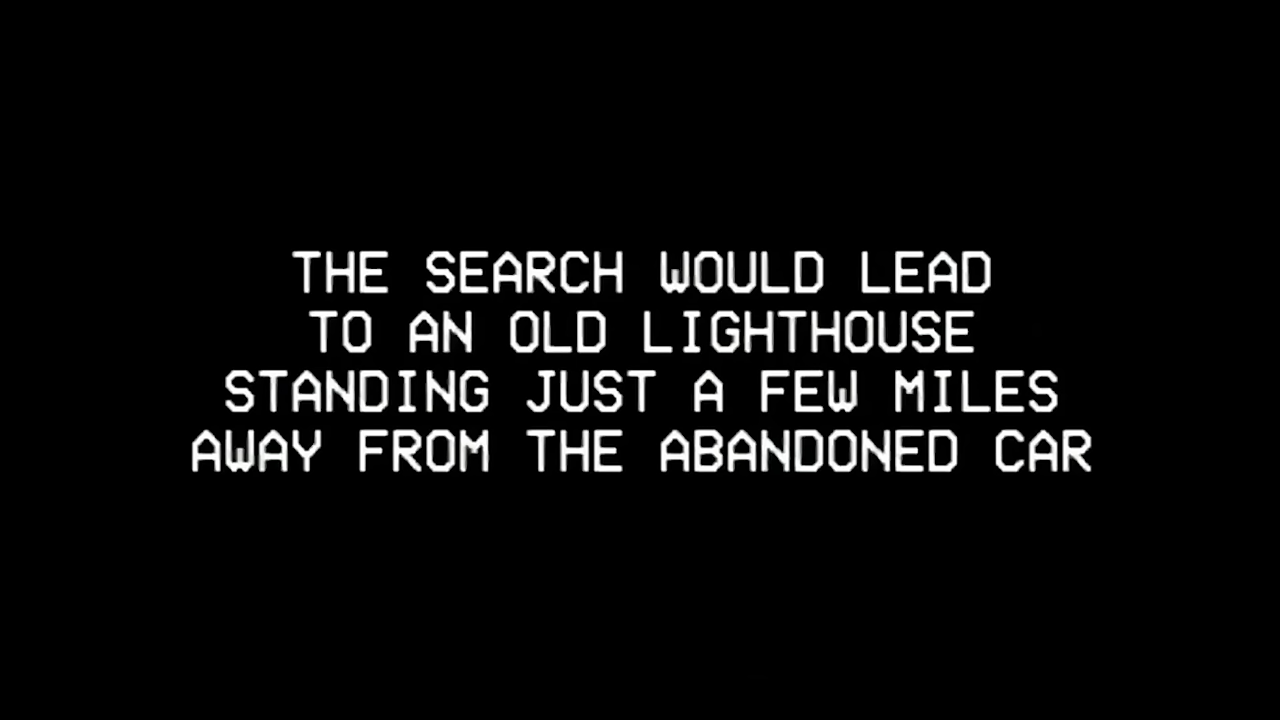 THE SEARCH WOULD LEAD
TO AN OLD LIGHTHOUSE
STANDING JUST A FEW MILES
AWAY FROM THE ABANDONED CAR